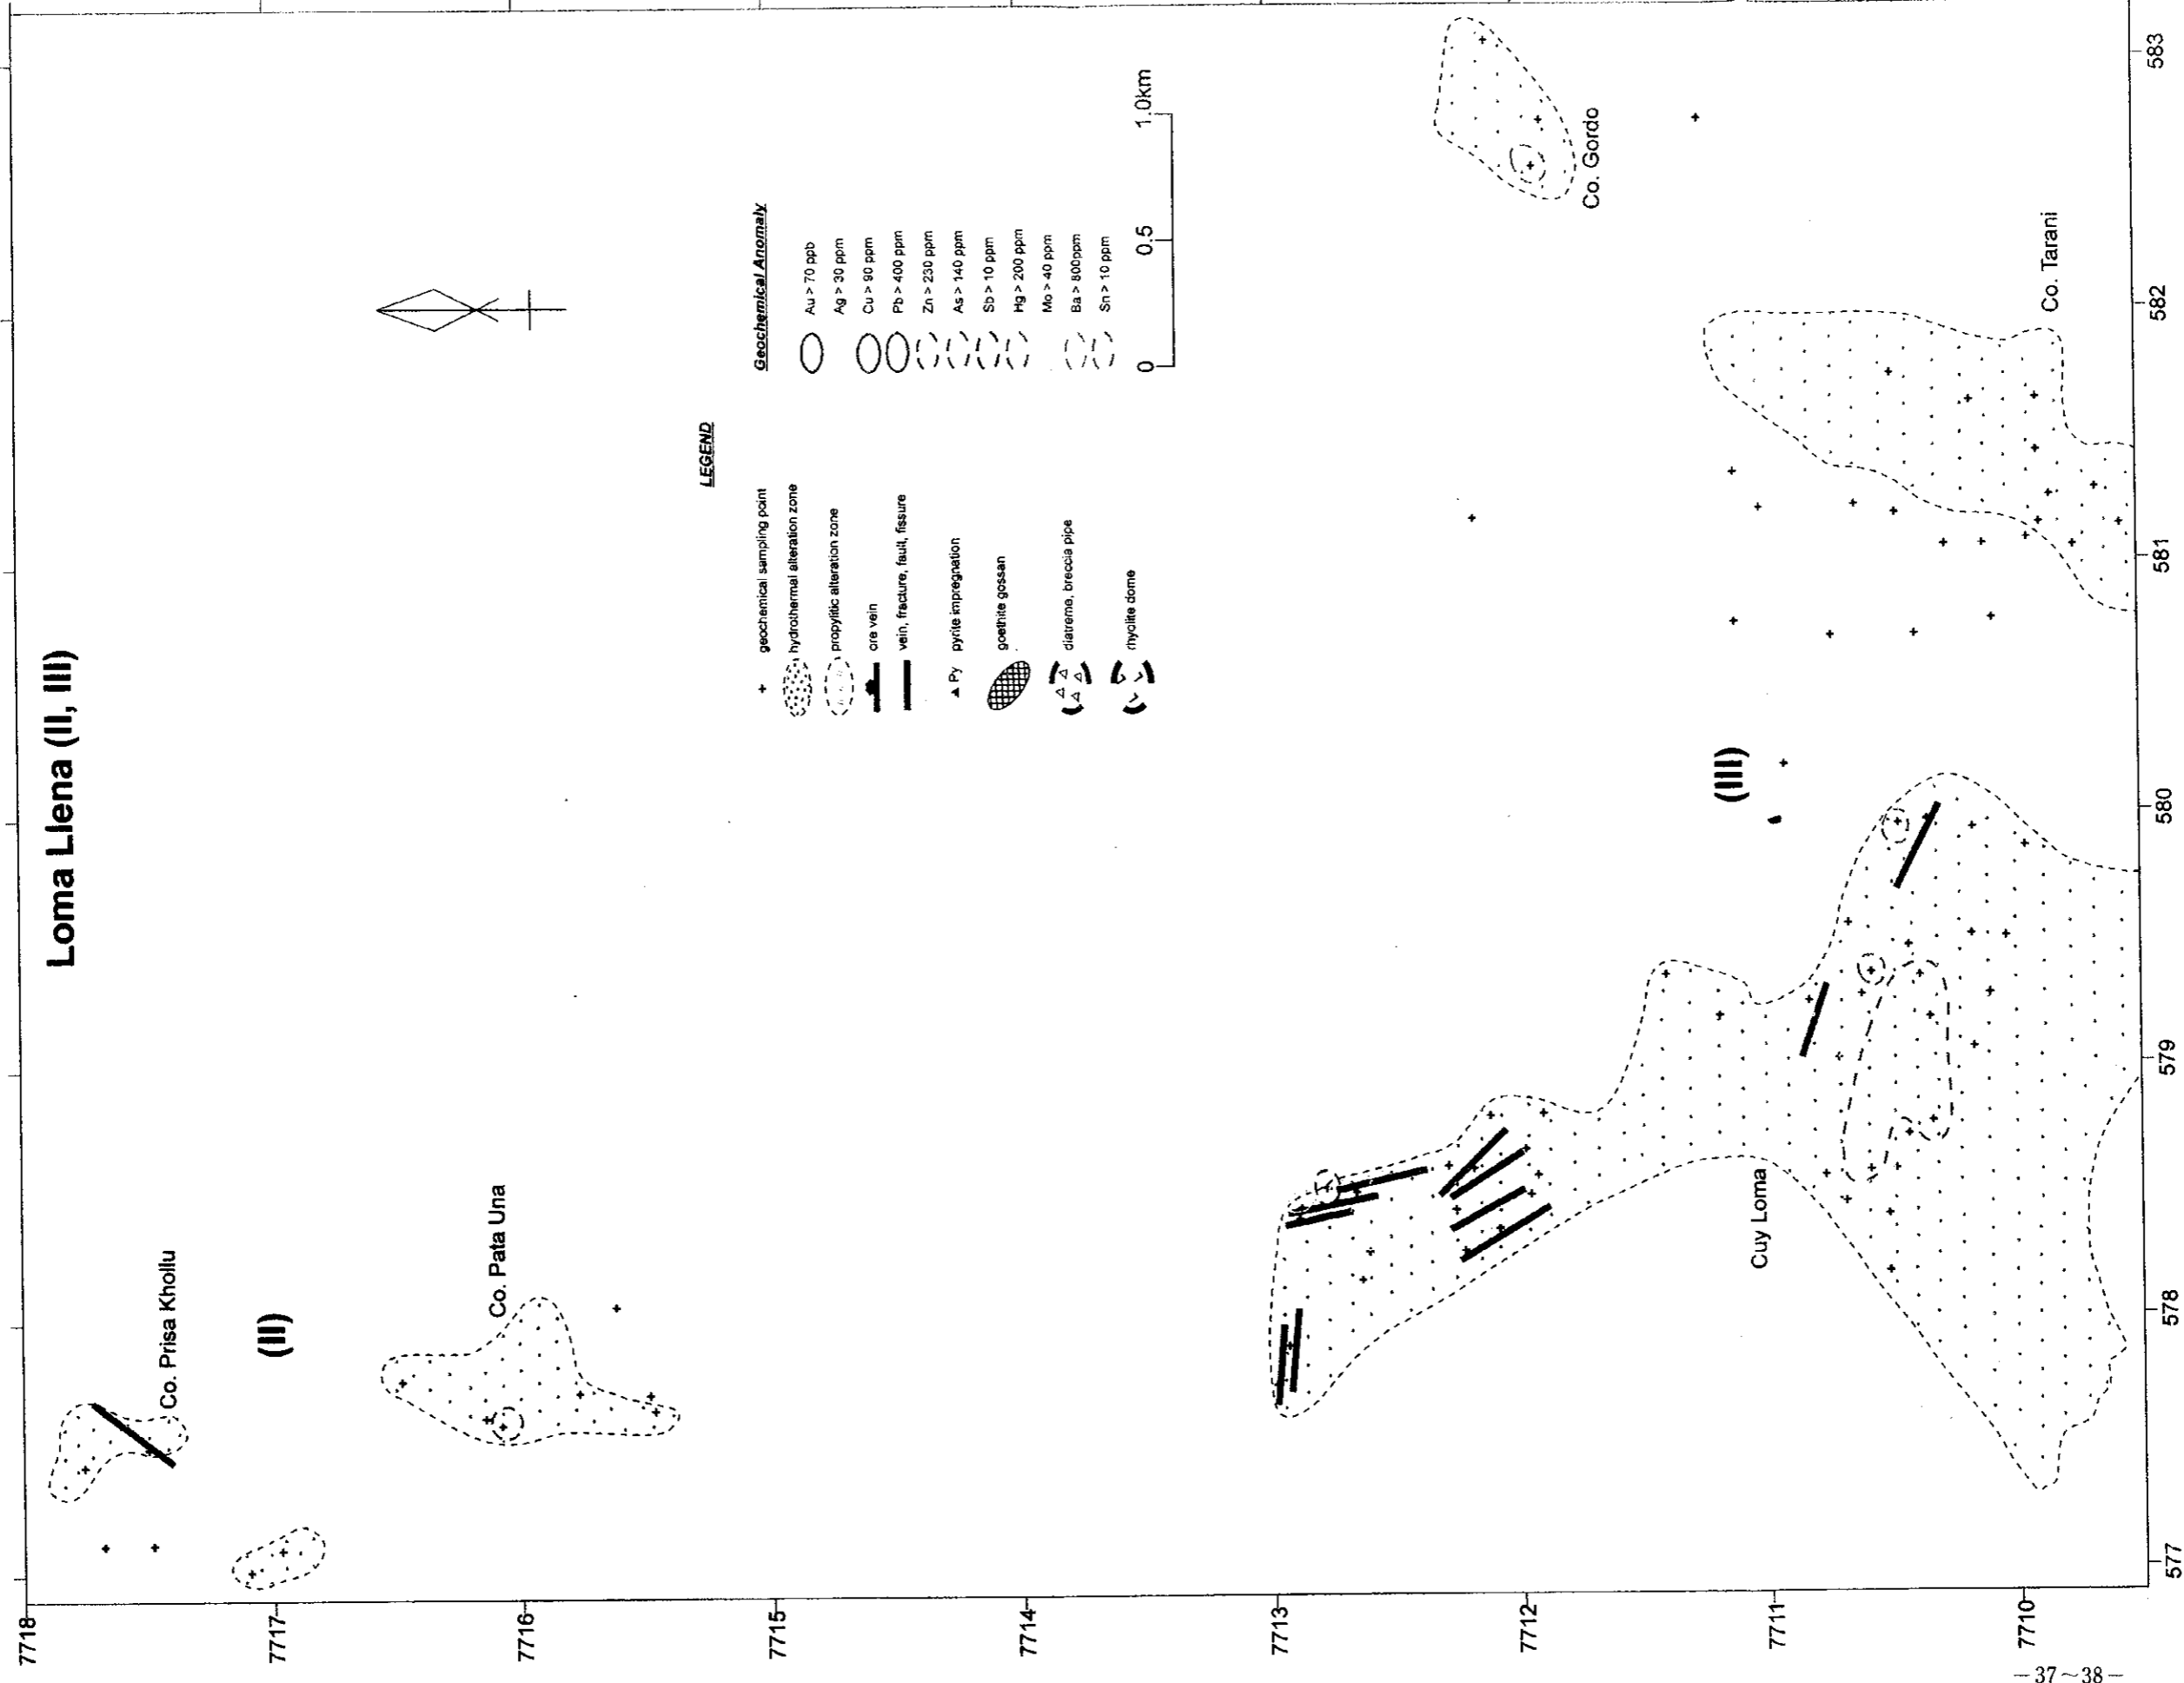 Loma Llena (II, III)
7718
7717
7716
7715
7714
7713
7712
7711
7710
577
578
579
580
581
582
583
Co. Prisa Khollu
(II)
Co. Pata Una
Cuy Loma
(III)
Co. Tarani
Co. Gordo
LEGEND
+ geochemical sampling point
hydrothermal alteration zone
propylitic alteration zone
ore vein
vein, fracture, fault, fissure
▲ Py pyrite impregnation
goethite gossan
diatreme, breccia pipe
rhyolite dome
Geochemical Anomaly
Au > 70 ppb
Ag > 30 ppm
Cu > 90 ppm
Pb > 400 ppm
Zn > 230 ppm
As > 140 ppm
Sb > 10 ppm
Hg > 200 ppm
Mo > 40 ppm
Ba > 800ppm
Sn > 10 ppm
0 0.5 1.0km
—37~38—